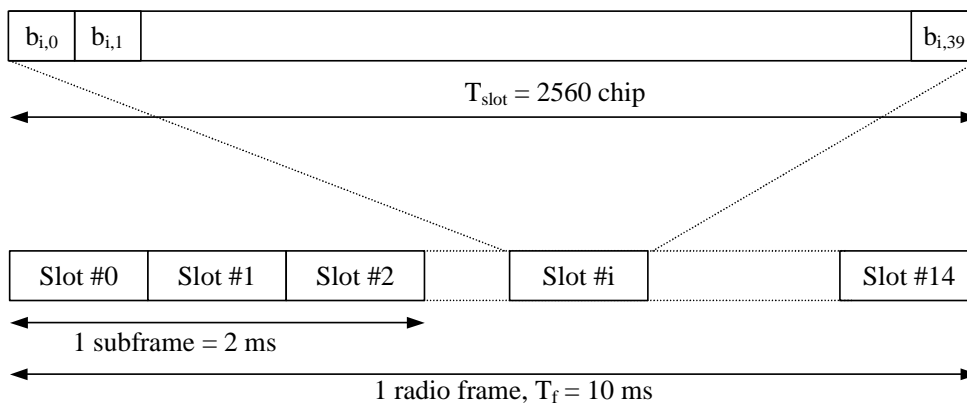 b_i,0 b_i,1 b_i,39
T_slot = 2560 chip
Slot #0 Slot #1 Slot #2 Slot #i Slot #14
1 subframe = 2 ms
1 radio frame, T_f = 10 ms